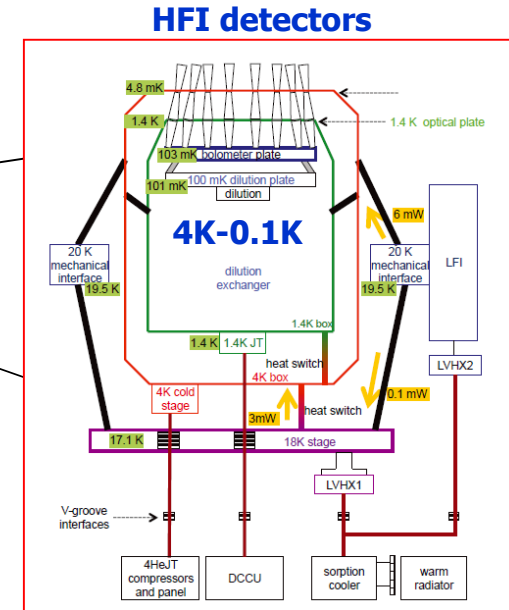 HFI detectors
4.8 mK
1.4 K
1.4 K optical plate
103 mK bolometer plate
101 mK 100 mK dilution plate
dilution
4K-0.1K
6 mW
20 K
mechanical
interface
19.5 K
dilution
exchanger
20 K
mechanical
interface
19.5 K
LFI
1.4K box
1.4 K 1.4K JT
heat switch
4K box
LVHX2
4K cold
stage
3mW
heat switch
0.1 mW
17.1 K
18K stage
LVHX1
V-groove
interfaces
4HeJT
compressors
and panel
DCCU
sorption
cooler
warm
radiator